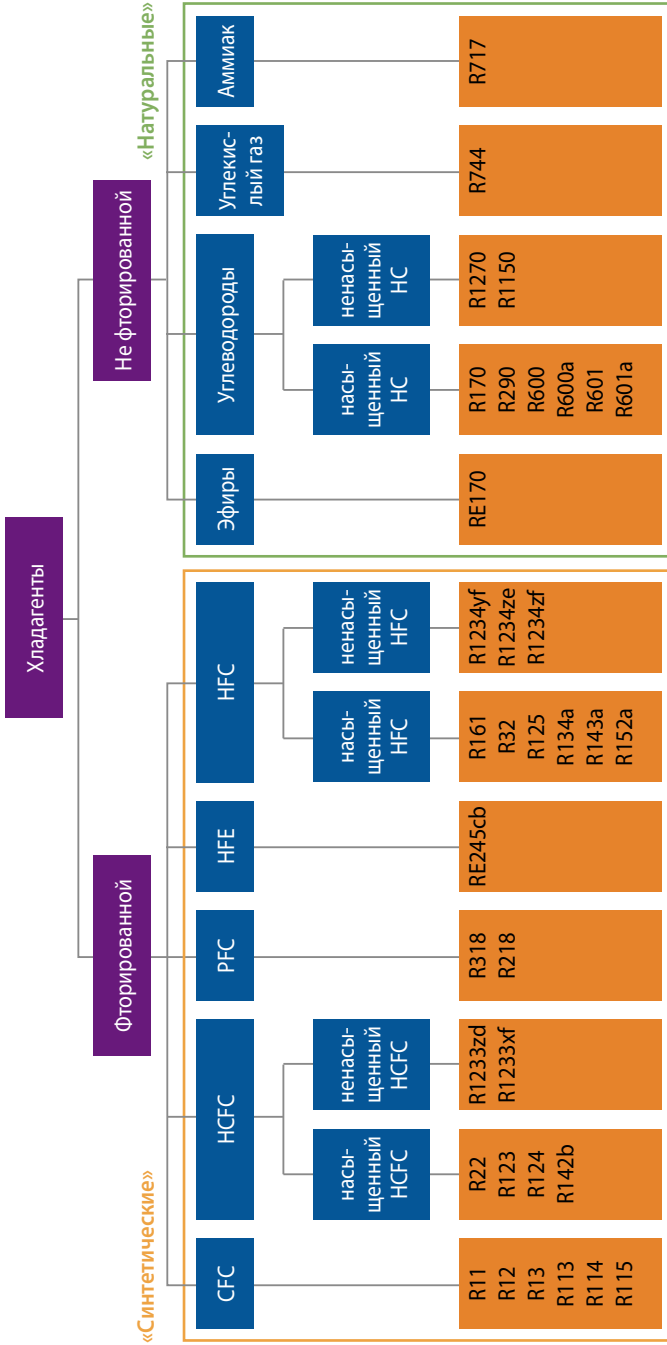 Хладагенты
Фторированной
Не фторированной
«Синтетические»
«Натуральные»
CFC
HCFC
PFC
HFE
HFC
Эфиры
Углеводороды
Углекис-
лый газ
Аммиак
насы-
щенный
HCFC
ненасы-
щенный
HCFC
насы-
щенный
HFC
ненасы-
щенный
HFC
насы-
щенный
HC
ненасы-
щенный
HC
R11
R12
R13
R113
R114
R115
R22
R123
R124
R142b
R1233zd
R1233xf
R318
R218
RE245cb
R161
R32
R125
R134a
R143a
R152a
R1234yf
R1234ze
R1234zf
RE170
R170
R290
R600
R600a
R601
R601a
R1270
R1150
R744
R717